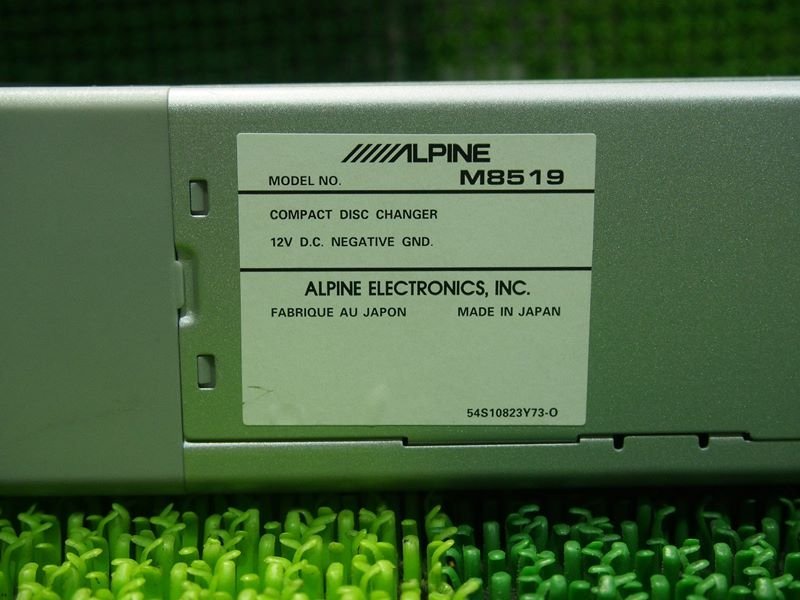 ALPINE
MODEL NO. M8519
COMPACT DISC CHANGER
12V D.C. NEGATIVE GND.
ALPINE ELECTRONICS, INC.
FABRIQUE AU JAPON MADE IN JAPAN
54S10823Y73-O